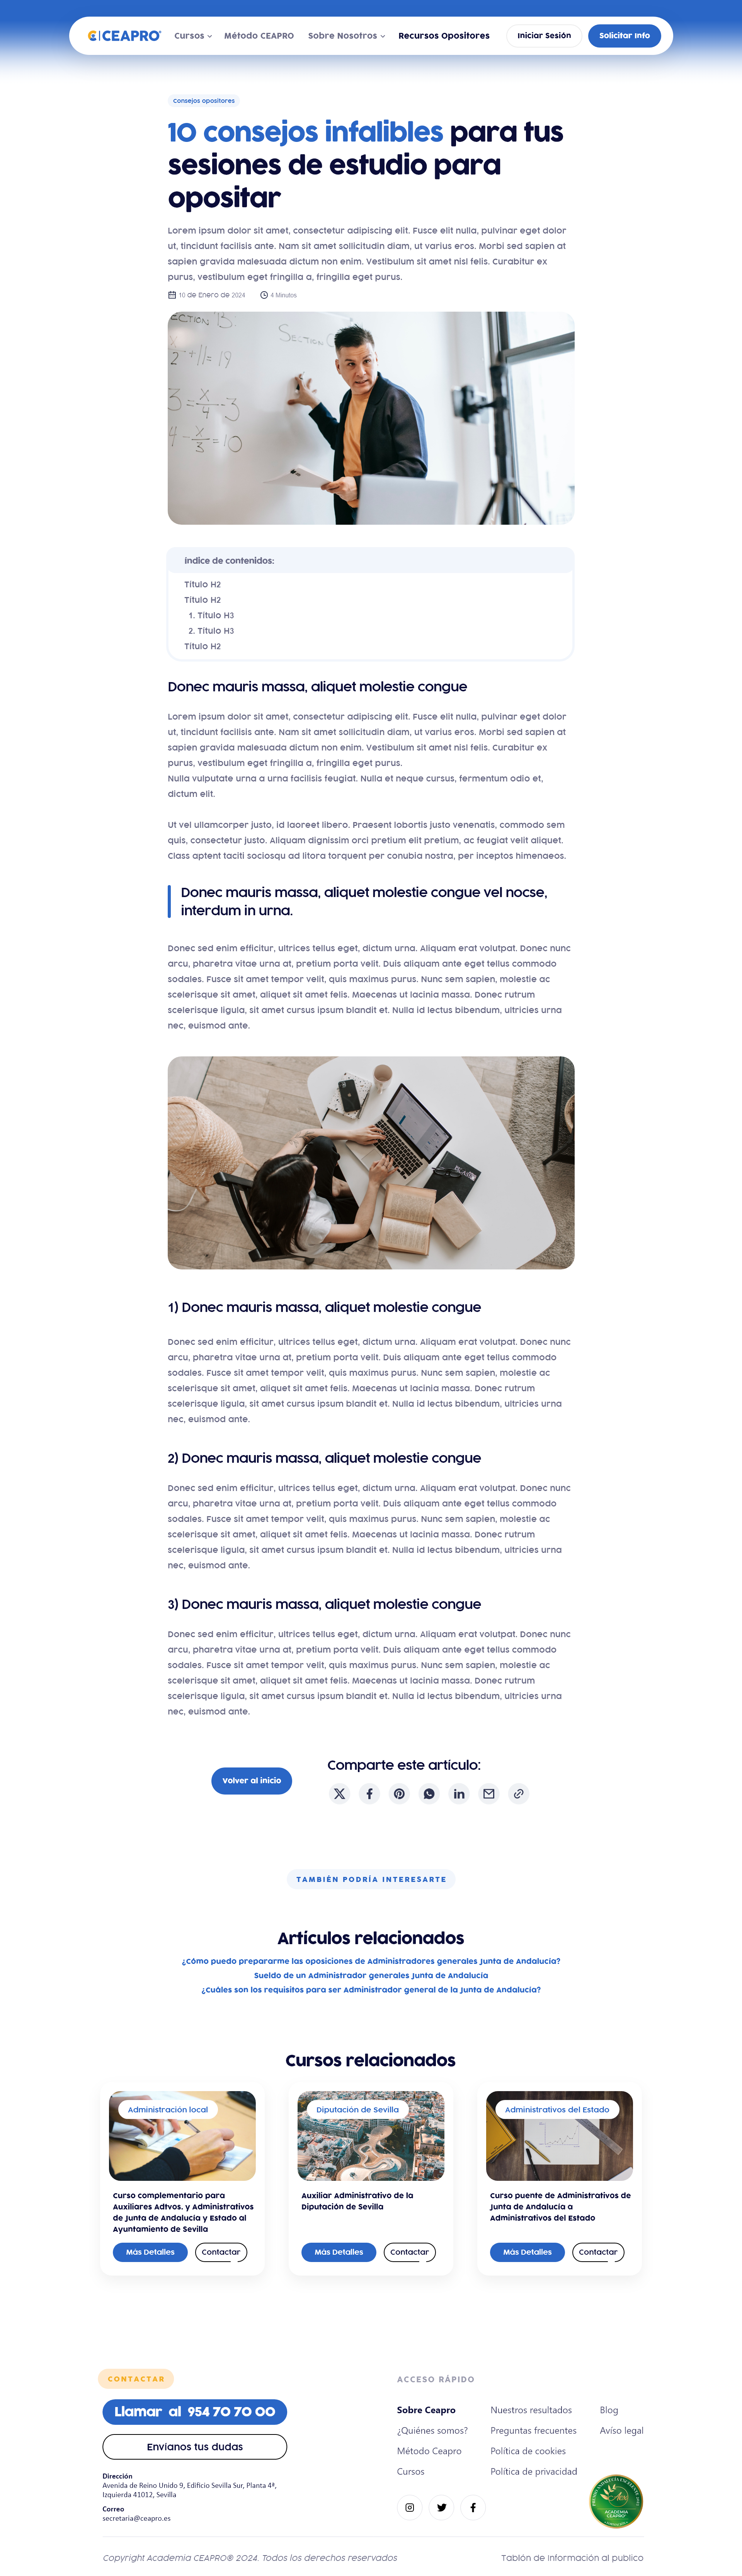 CEAPRO®
Cursos
Método CEAPRO
Sobre Nosotros
Recursos Opositores
Iniciar Sesión
Solicitar Info
Consejos opositores
10 consejos infalibles para tus
sesiones de estudio para
opositar
Lorem ipsum dolor sit amet, consectetur adipiscing elit. Fusce elit nulla, pulvinar eget dolor
ut, tincidunt facilisis ante. Nam sit amet sollicitudin diam, ut varius eros. Morbi sed sapien at
sapien gravida malesuada dictum non enim. Vestibulum sit amet nisl felis. Curabitur ex
purus, vestibulum eget fringilla a, fringilla eget purus.
10 de Enero de 2024
4 Minutos
Índice de contenidos:
Título H2
Título H2
1. Título H3
2. Título H3
Título H2
Donec mauris massa, aliquet molestie congue
Lorem ipsum dolor sit amet, consectetur adipiscing elit. Fusce elit nulla, pulvinar eget dolor
ut, tincidunt facilisis ante. Nam sit amet sollicitudin diam, ut varius eros. Morbi sed sapien at
sapien gravida malesuada dictum non enim. Vestibulum sit amet nisl felis. Curabitur ex
purus, vestibulum eget fringilla a, fringilla eget purus.
Nulla vulputate urna a urna facilisis feugiat. Nulla et neque cursus, fermentum odio et,
dictum elit.
Ut vel ullamcorper justo, id laoreet libero. Praesent lobortis justo venenatis, commodo sem
quis, consectetur justo. Aliquam dignissim orci pretium elit pretium, ac feugiat velit aliquet.
Class aptent taciti sociosqu ad litora torquent per conubia nostra, per inceptos himenaeos.
Donec mauris massa, aliquet molestie congue vel nocse,
interdum in urna.
Donec sed enim efficitur, ultrices tellus eget, dictum urna. Aliquam erat volutpat. Donec nunc
arcu, pharetra vitae urna at, pretium porta velit. Duis aliquam ante eget tellus commodo
sodales. Fusce sit amet tempor velit, quis maximus purus. Nunc sem sapien, molestie ac
scelerisque sit amet, aliquet sit amet felis. Maecenas ut lacinia massa. Donec rutrum
scelerisque ligula, sit amet cursus ipsum blandit et. Nulla id lectus bibendum, ultricies urna
nec, euismod ante.
1) Donec mauris massa, aliquet molestie congue
Donec sed enim efficitur, ultrices tellus eget, dictum urna. Aliquam erat volutpat. Donec nunc
arcu, pharetra vitae urna at, pretium porta velit. Duis aliquam ante eget tellus commodo
sodales. Fusce sit amet tempor velit, quis maximus purus. Nunc sem sapien, molestie ac
scelerisque sit amet, aliquet sit amet felis. Maecenas ut lacinia massa. Donec rutrum
scelerisque ligula, sit amet cursus ipsum blandit et. Nulla id lectus bibendum, ultricies urna
nec, euismod ante.
2) Donec mauris massa, aliquet molestie congue
Donec sed enim efficitur, ultrices tellus eget, dictum urna. Aliquam erat volutpat. Donec nunc
arcu, pharetra vitae urna at, pretium porta velit. Duis aliquam ante eget tellus commodo
sodales. Fusce sit amet tempor velit, quis maximus purus. Nunc sem sapien, molestie ac
scelerisque sit amet, aliquet sit amet felis. Maecenas ut lacinia massa. Donec rutrum
scelerisque ligula, sit amet cursus ipsum blandit et. Nulla id lectus bibendum, ultricies urna
nec, euismod ante.
3) Donec mauris massa, aliquet molestie congue
Donec sed enim efficitur, ultrices tellus eget, dictum urna. Aliquam erat volutpat. Donec nunc
arcu, pharetra vitae urna at, pretium porta velit. Duis aliquam ante eget tellus commodo
sodales. Fusce sit amet tempor velit, quis maximus purus. Nunc sem sapien, molestie ac
scelerisque sit amet, aliquet sit amet felis. Maecenas ut lacinia massa. Donec rutrum
scelerisque ligula, sit amet cursus ipsum blandit et. Nulla id lectus bibendum, ultricies urna
nec, euismod ante.
Volver al inicio
Comparte este artículo:
TAMBIÉN PODRÍA INTERESARTE
Artículos relacionados
¿Cómo puedo prepararme las oposiciones de Administradores generales Junta de Andalucía?
Sueldo de un Administrador generales Junta de Andalucía
¿Cuáles son los requisitos para ser Administrador general de la Junta de Andalucía?
Cursos relacionados
Administración local
Curso complementario para
Auxiliares Adtvos. y Administrativos
de Junta de Andalucía y Estado al
Ayuntamiento de Sevilla
Más Detalles
Contactar
Diputación de Sevilla
Auxiliar Administrativo de la
Diputación de Sevilla
Más Detalles
Contactar
Administrativos del Estado
Curso puente de Administrativos de
Junta de Andalucía a
Administrativos del Estado
Más Detalles
Contactar
CONTACTAR
Llamar al 954 70 70 00
Envíanos tus dudas
Dirección
Avenida de Reino Unido 9, Edificio Sevilla Sur, Planta 4ª,
Izquierda 41012, Sevilla
Correo
secretaria@ceapro.es
ACCESO RÁPIDO
Sobre Ceapro
¿Quiénes somos?
Método Ceapro
Cursos
Nuestros resultados
Preguntas frecuentes
Política de cookies
Política de privacidad
Blog
Avíso legal
ACADEMIA
CEAPRO
Copyright Academia CEAPRO® 2024. Todos los derechos reservados
Tablón de Información al publico